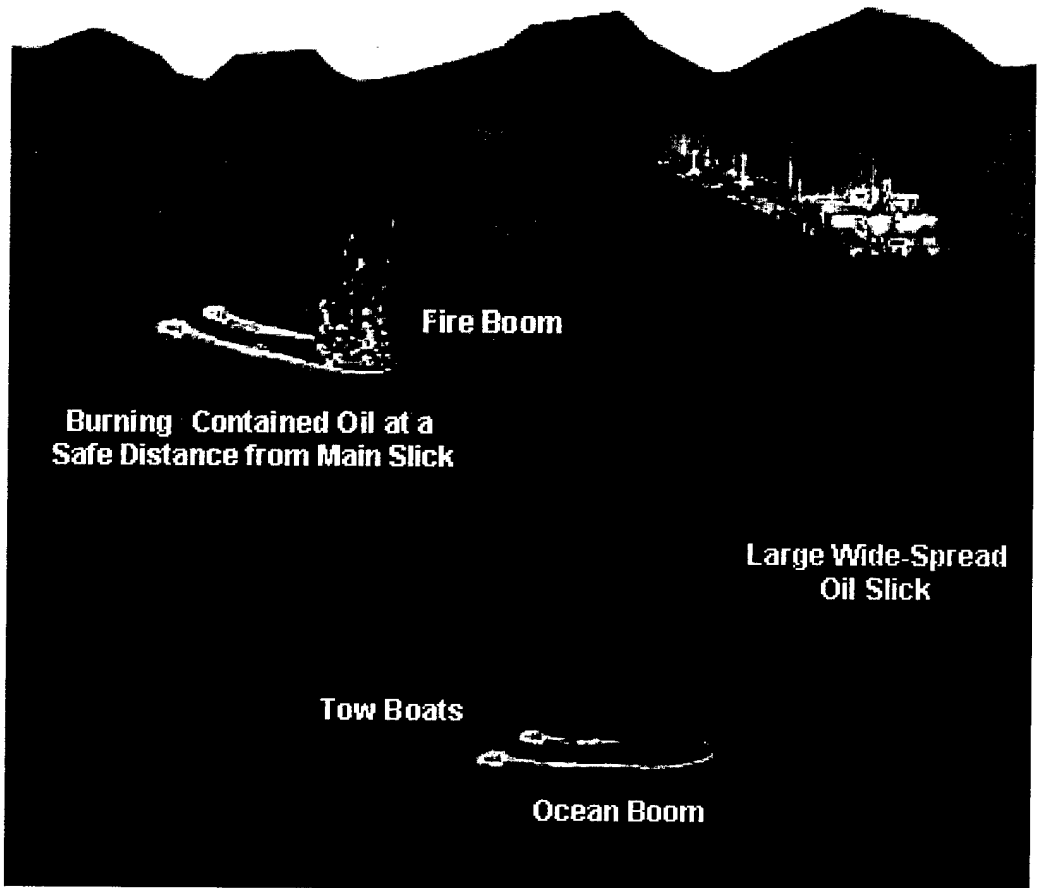 Fire Boom
Burning Contained Oil at a
Safe Distance from Main Slick
Large Wide-Spread
Oil Slick
Tow Boats
Ocean Boom